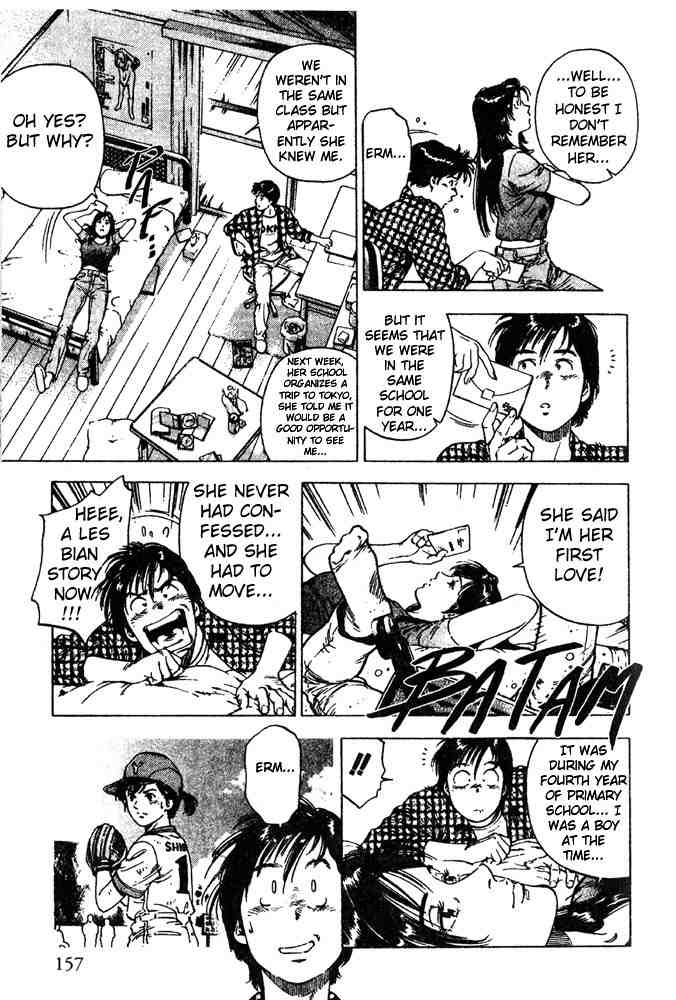 ...WELL...
TO BE
HONEST I
DON'T
REMEMBER
HER...
ERM...
BUT IT
SEEMS THAT
WE WERE
IN THE
SAME
SCHOOL
FOR ONE
YEAR...
WE
WEREN'T IN
THE SAME
CLASS BUT
APPAR-
ENTLY SHE
KNEW ME.
NEXT WEEK,
HER SCHOOL
ORGANIZES A
TRIP TO TOKYO,
SHE TOLD ME IT
WOULD BE A
GOOD OPPORTU-
NITY TO SEE
ME...
OH YES?
BUT WHY?
PAF...
SHE SAID
I'M HER
FIRST
LOVE!
BATAM
SHE NEVER
HAD CON-
FESSED...
AND SHE
HAD TO
MOVE...
HEEE,
A LES
BIAN
STORY
NOW
!!!
IT WAS
DURING MY
FOURTH YEAR
OF PRIMARY
SCHOOL... I
WAS A BOY
AT THE
TIME...
!!
ERM...
Y
1
157